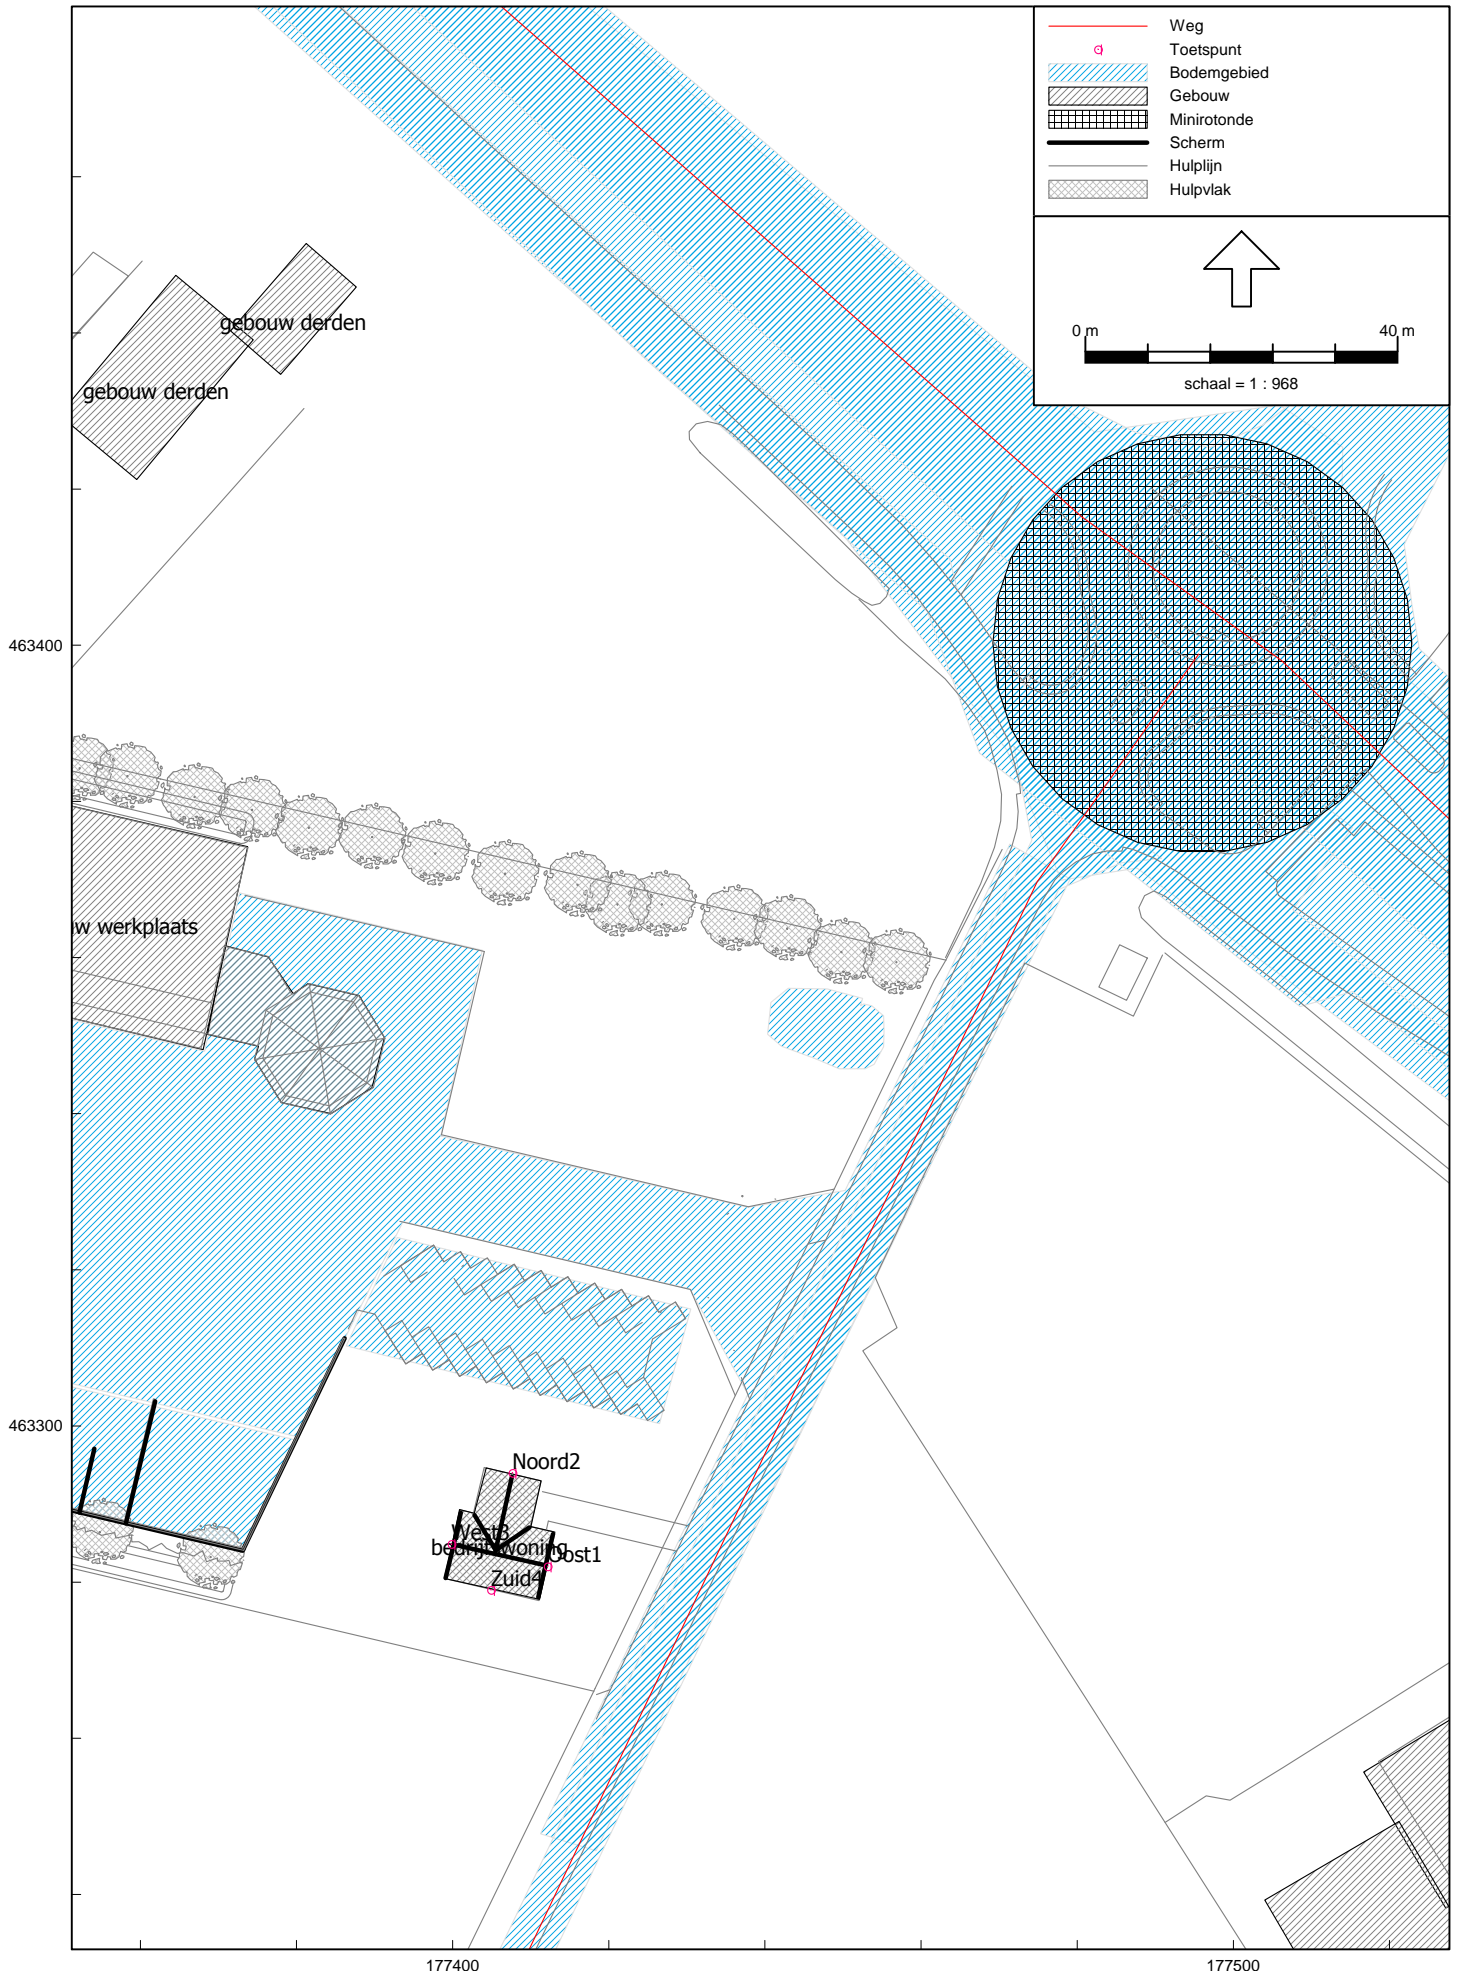 Weg
Toetspunt
Bodemgebied
Gebouw
Minirotonde
Scherm
Hulplijn
Hulpvlak
0 m
40 m
schaal = 1 : 968
gebouw derden
gebouw derden
463400
w werkplaats
463300
Noord2
West3
bedrijfswoning
Oost1
Zuid4
177400
177500